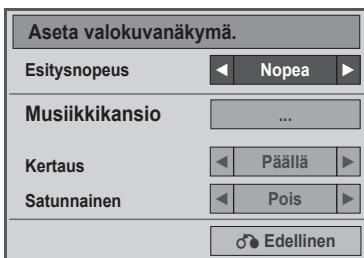 Aseta valokuvanäkymä.
Esitysnopeus ◀ Nopea ▶
Musiikkikansio ...
Kertaus ◀ Päällä ▶
Satunnainen ◀ Pois ▶
Edellinen